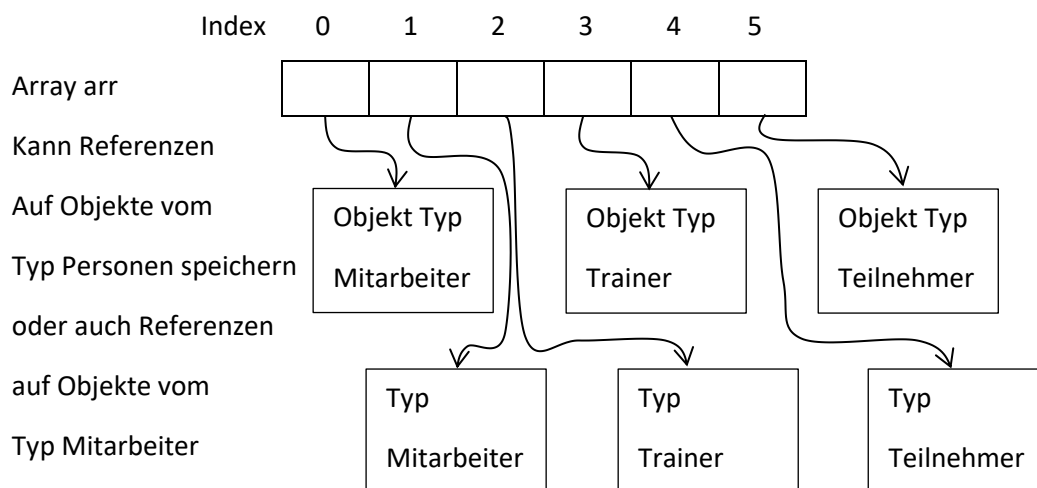 Index 0 1 2 3 4 5
Array arr
Kann Referenzen
Auf Objekte vom
Typ Personen speichern
oder auch Referenzen
auf Objekte vom
Typ Mitarbeiter
Objekt Typ
Mitarbeiter
Objekt Typ
Trainer
Objekt Typ
Teilnehmer
Typ
Mitarbeiter
Typ
Trainer
Typ
Teilnehmer